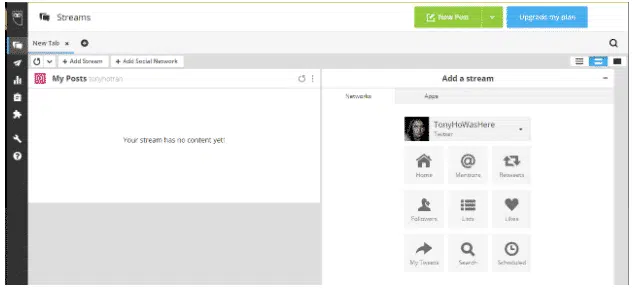 Streams
New Post
Upgrade my plan
New Tab
+ Add Stream
+ Add Social Network
My Posts
Add a stream
Networks
Apps
Your stream has no content yet!
TonyHoWasHere
Twitter
Home
Mentions
Retweets
Followers
Lists
Likes
My Tweets
Search
Scheduled